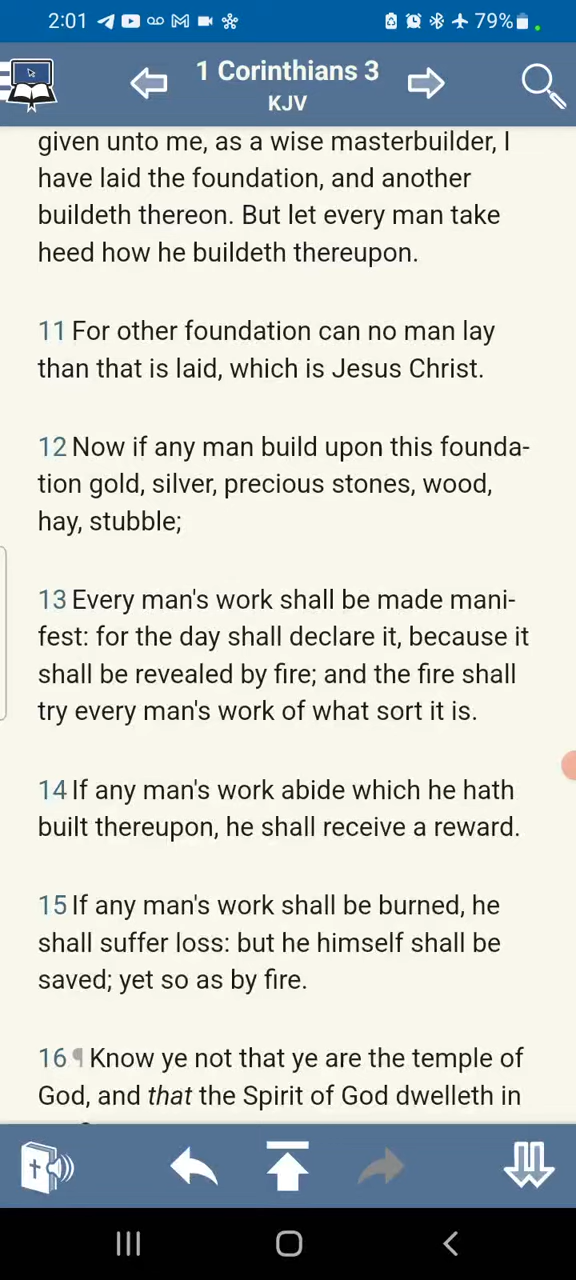 2:01
79%
1 Corinthians 3
KJV
given unto me, as a wise masterbuilder, I
have laid the foundation, and another
buildeth thereon. But let every man take
heed how he buildeth thereupon.
11 For other foundation can no man lay
than that is laid, which is Jesus Christ.
12 Now if any man build upon this founda-
tion gold, silver, precious stones, wood,
hay, stubble;
13 Every man's work shall be made mani-
fest: for the day shall declare it, because it
shall be revealed by fire; and the fire shall
try every man's work of what sort it is.
14 If any man's work abide which he hath
built thereupon, he shall receive a reward.
15 If any man's work shall be burned, he
shall suffer loss: but he himself shall be
saved; yet so as by fire.
16 ¶ Know ye not that ye are the temple of
God, and that the Spirit of God dwelleth in